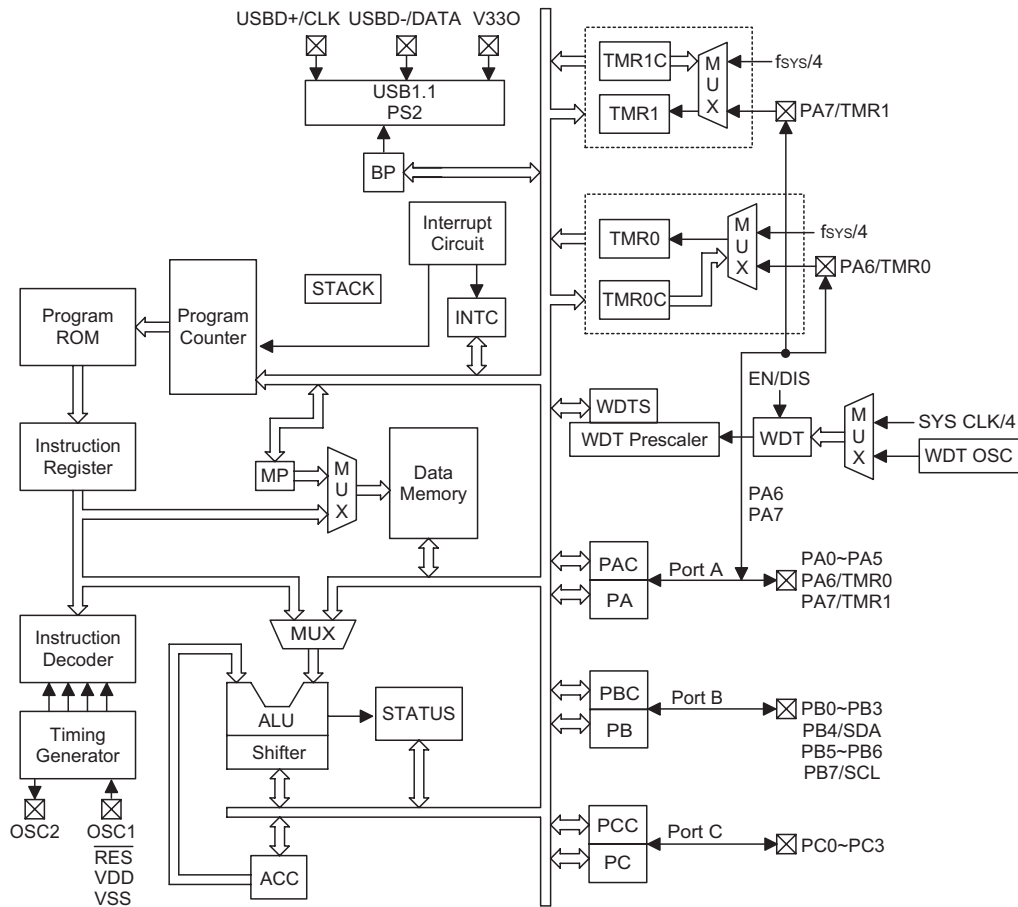 USBD+/CLK USBD-/DATA V33O
USB1.1
PS2
BP
TMR1C
TMR1
M
U
X
fSYS/4
PA7/TMR1
Interrupt
Circuit
STACK
INTC
TMR0
TMR0C
M
U
X
fSYS/4
PA6/TMR0
Program
ROM
Program
Counter
EN/DIS
WDTS
WDT Prescaler
WDT
M
U
X
SYS CLK/4
WDT OSC
Instruction
Register
MP
M
U
X
Data
Memory
PA6
PA7
PAC
PA
Port A
PA0~PA5
PA6/TMR0
PA7/TMR1
Instruction
Decoder
MUX
ALU
Shifter
STATUS
PBC
PB
Port B
PB0~PB3
PB4/SDA
PB5~PB6
PB7/SCL
Timing
Generator
OSC2
OSC1
RES
VDD
VSS
ACC
PCC
PC
Port C
PC0~PC3